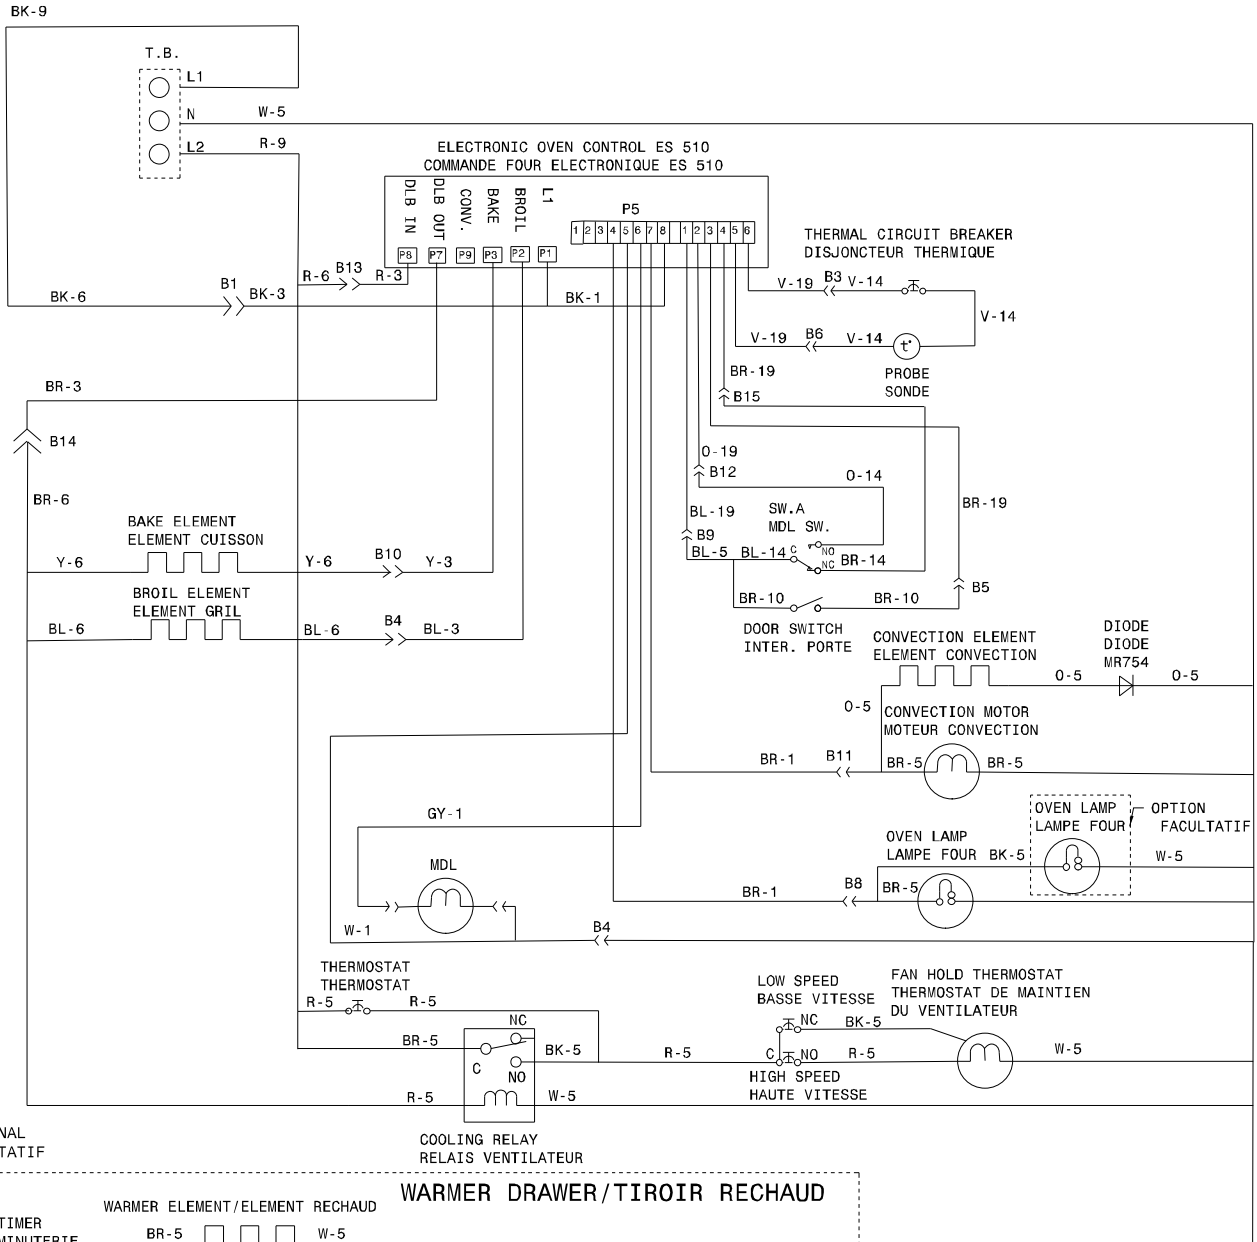 BK-9
T.B.
L1
N
W-5
L2
R-9
ELECTRONIC OVEN CONTROL ES 510
COMMANDE FOUR ELECTRONIQUE ES 510
DLB IN
DLB OUT
CONV.
BAKE
BROIL
L1
P5
1 2 3 4 5 6 7 8 1 2 3 4 5 6
P8 P7 P9 P3 P2 P1
THERMAL CIRCUIT BREAKER
DISJONCTEUR THERMIQUE
R-6
B13
R-3
B1
BK-6
BK-3
BK-1
V-19
B3
V-14
V-14
V-19
B6
V-14
t°
PROBE
SONDE
BR-3
BR-19
B15
B14
O-19
B12
O-14
BR-6
BL-19
SW.A
MDL SW.
BR-19
B9
BL-5
BL-14
C
NO
NC
BR-14
BAKE ELEMENT
ELEMENT CUISSON
Y-6
Y-6
B10
Y-3
BROIL ELEMENT
ELEMENT GRIL
BL-6
BL-6
B4
BL-3
BR-10
BR-10
B5
DOOR SWITCH
INTER. PORTE
CONVECTION ELEMENT
ELEMENT CONVECTION
DIODE
DIODE
MR754
O-5
O-5
O-5
CONVECTION MOTOR
MOTEUR CONVECTION
BR-1
B11
BR-5
BR-5
GY-1
OVEN LAMP
LAMPE FOUR
OPTION
FACULTATIF
OVEN LAMP
LAMPE FOUR
BK-5
W-5
MDL
BR-1
B8
BR-5
W-1
B4
THERMOSTAT
THERMOSTAT
R-5
R-5
LOW SPEED
BASSE VITESSE
FAN HOLD THERMOSTAT
THERMOSTAT DE MAINTIEN
DU VENTILATEUR
NC
BK-5
NC
BR-5
C
NO
BK-5
R-5
C
NO
R-5
W-5
HIGH SPEED
HAUTE VITESSE
R-5
W-5
COOLING RELAY
RELAIS VENTILATEUR
NAL
TATIF
WARMER DRAWER/TIROIR RECHAUD
WARMER ELEMENT/ELEMENT RECHAUD
TIMER
MINUTERIE
BR-5
W-5